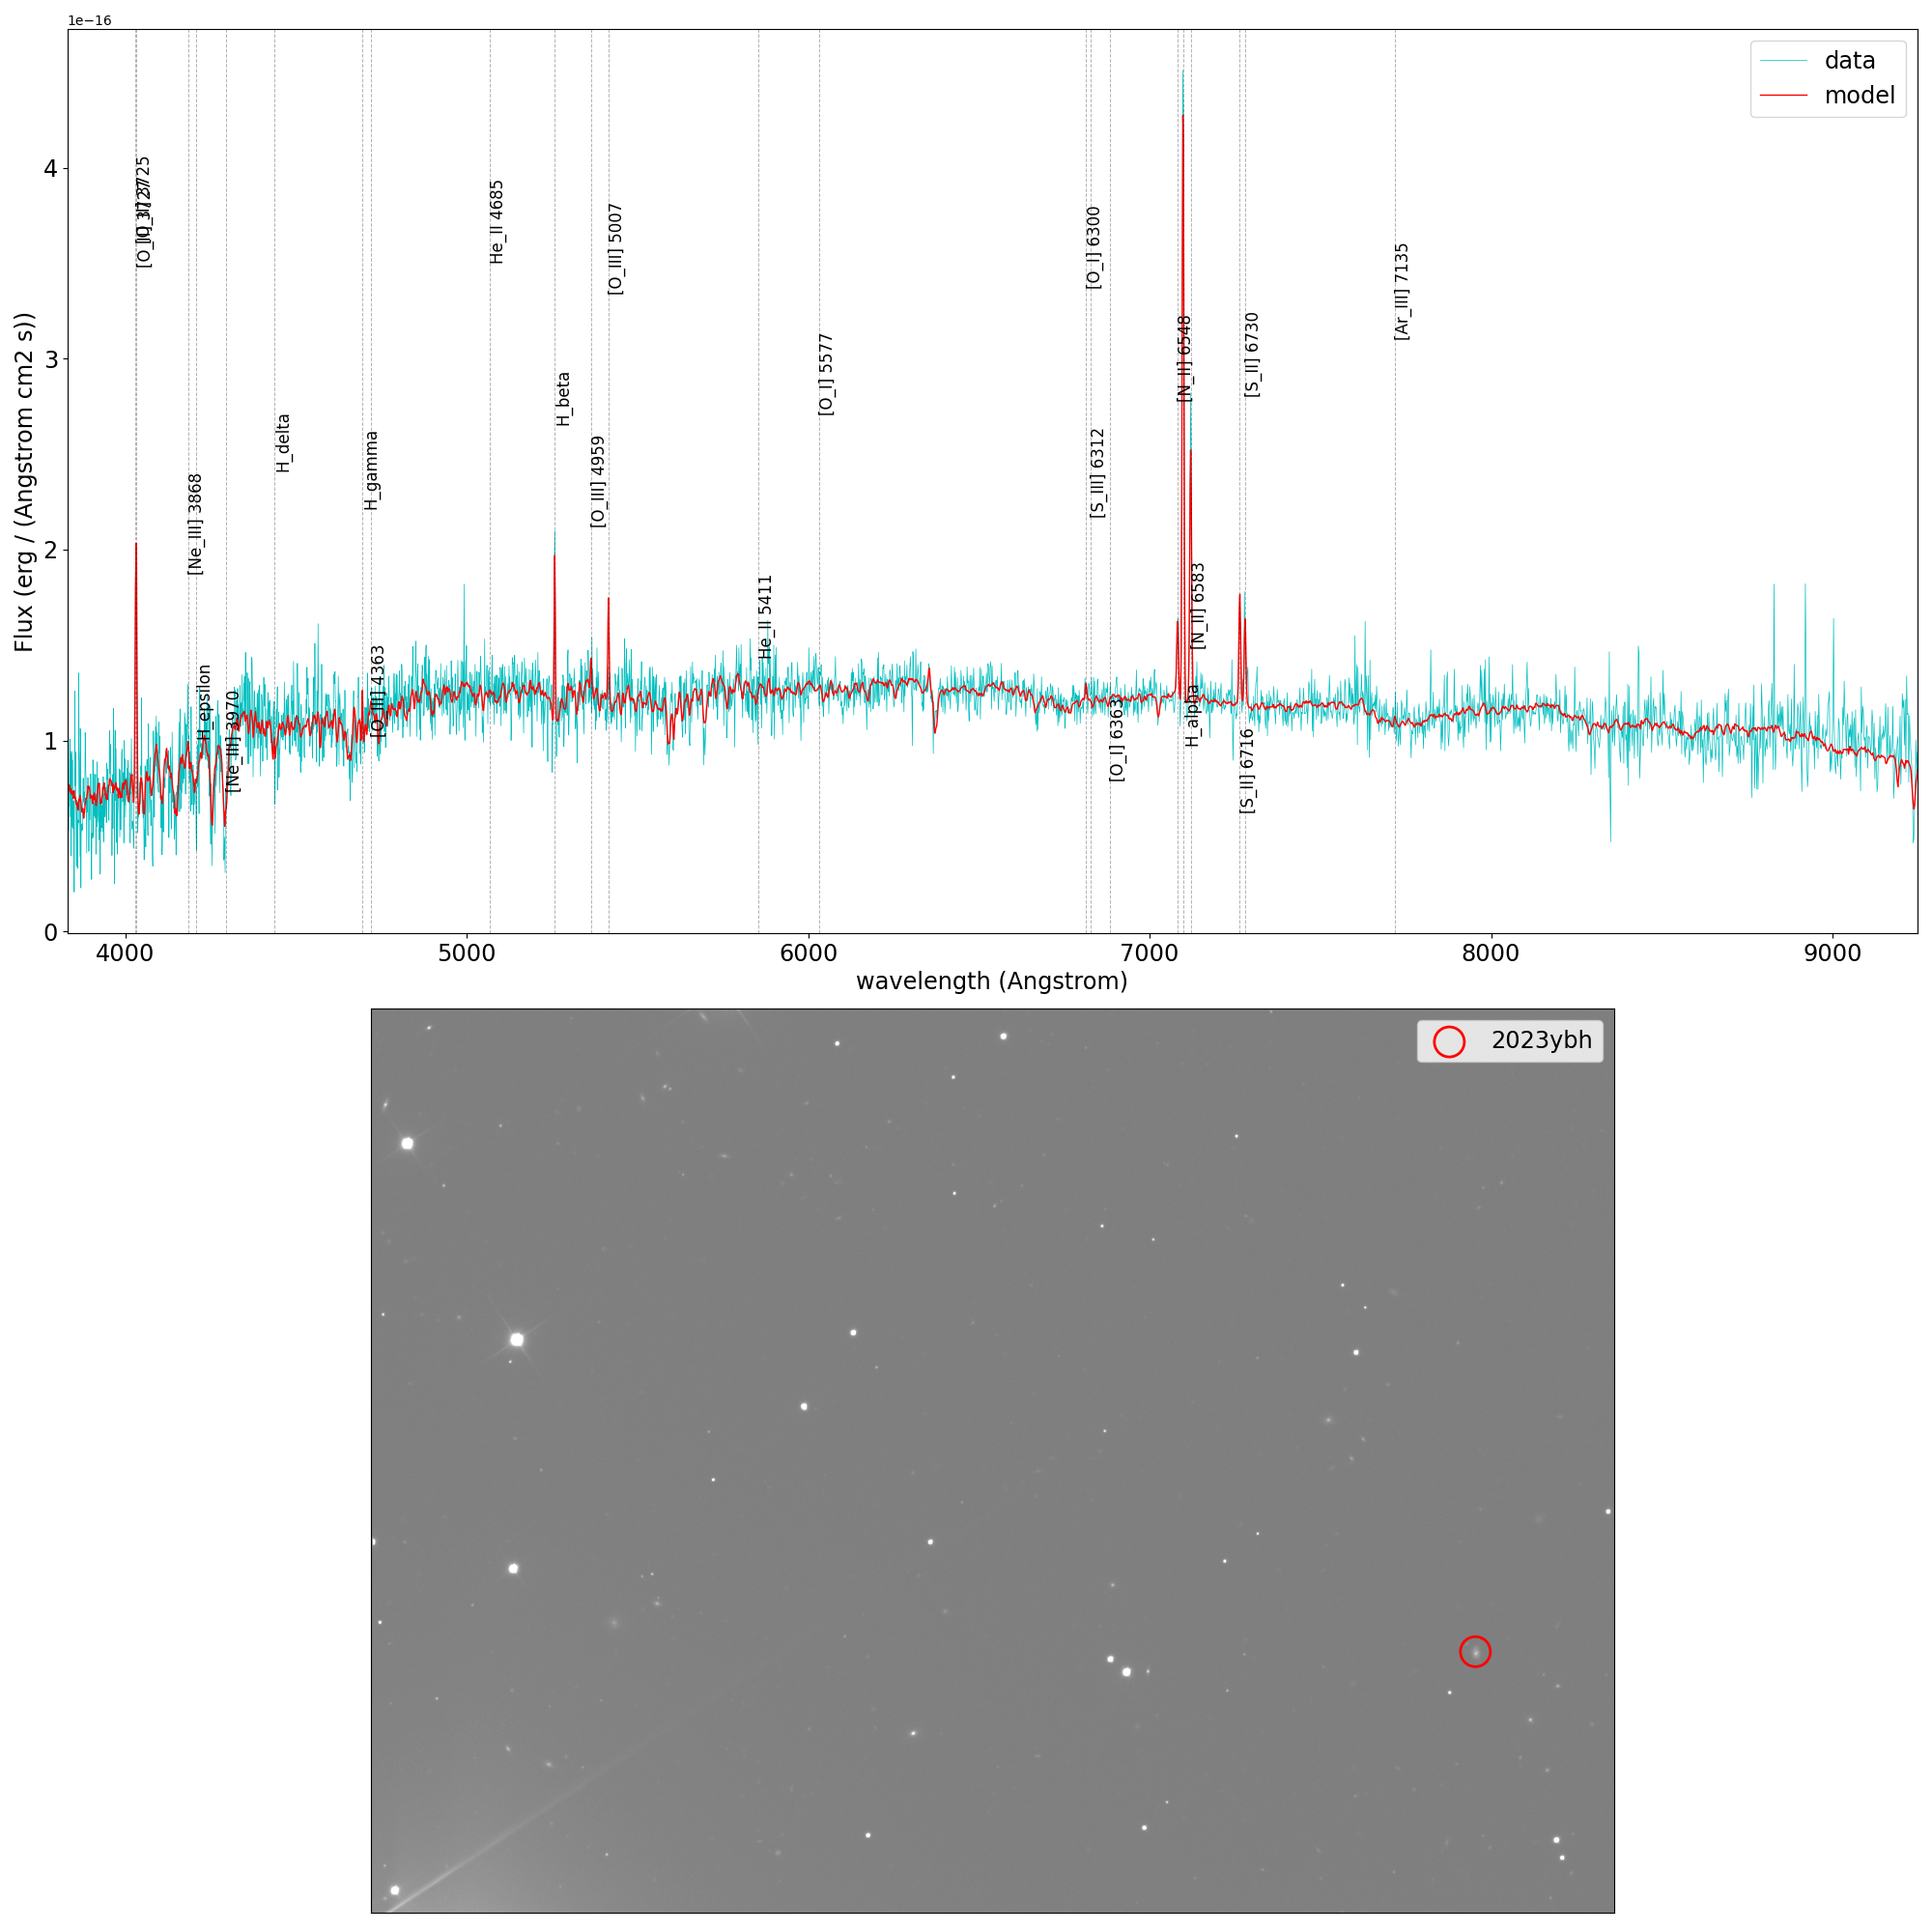 1e−16
data
model
4
3
2
1
0
Flux (erg / (Angstrom cm2 s))
[O_II] 3725
[O_II] 3727
[Ne_III] 3868
H_epsilon
[Ne_III] 3970
H_delta
H_gamma
[O_III] 4363
He_II 4685
H_beta
[O_III] 4959
[O_III] 5007
He_II 5411
[O_I] 5577
[O_I] 6300
[S_III] 6312
[O_I] 6363
[N_II] 6548
H_alpha
[N_II] 6583
[S_II] 6716
[S_II] 6730
[Ar_III] 7135
4000 5000 6000 7000 8000 9000
wavelength (Angstrom)
2023ybh